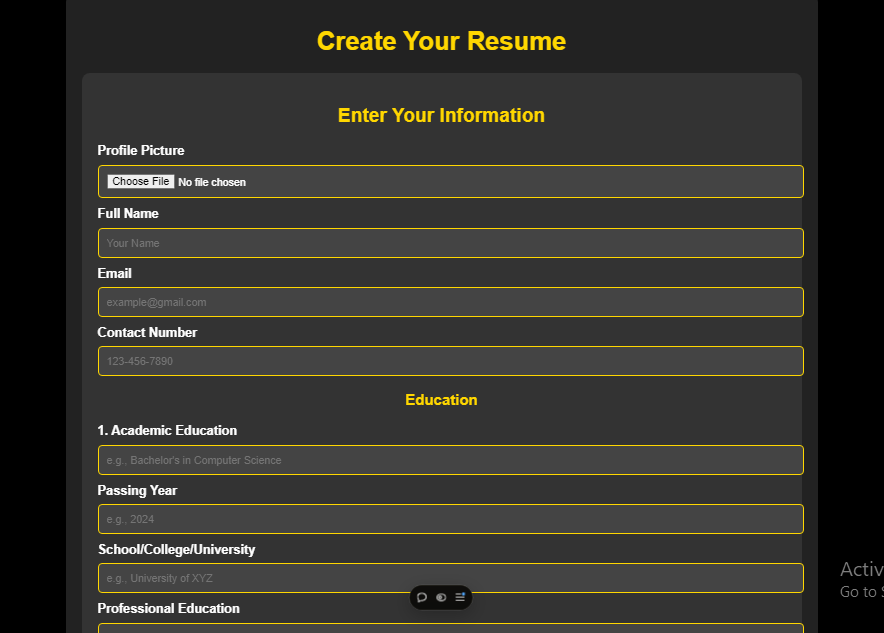 Create Your Resume
Enter Your Information
Profile Picture
Choose File No file chosen
Full Name
Your Name
Email
example@gmail.com
Contact Number
123-456-7890
Education
1. Academic Education
e.g., Bachelor's in Computer Science
Passing Year
e.g., 2024
School/College/University
e.g., University of XYZ
Professional Education
Activ
Go to S